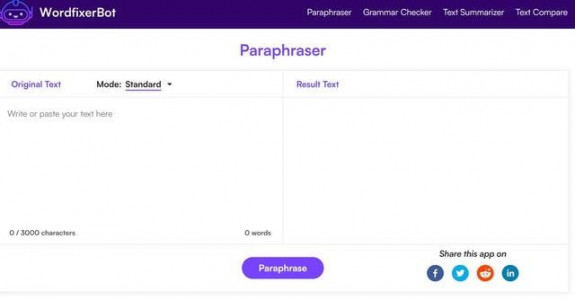 WordfixerBot Paraphraser Grammar Checker Text Summarizer Text Compare
Paraphraser
Original Text Mode: Standard Result Text
Write or paste your text here
0 / 3000 characters 0 words
Paraphrase
Share this app on